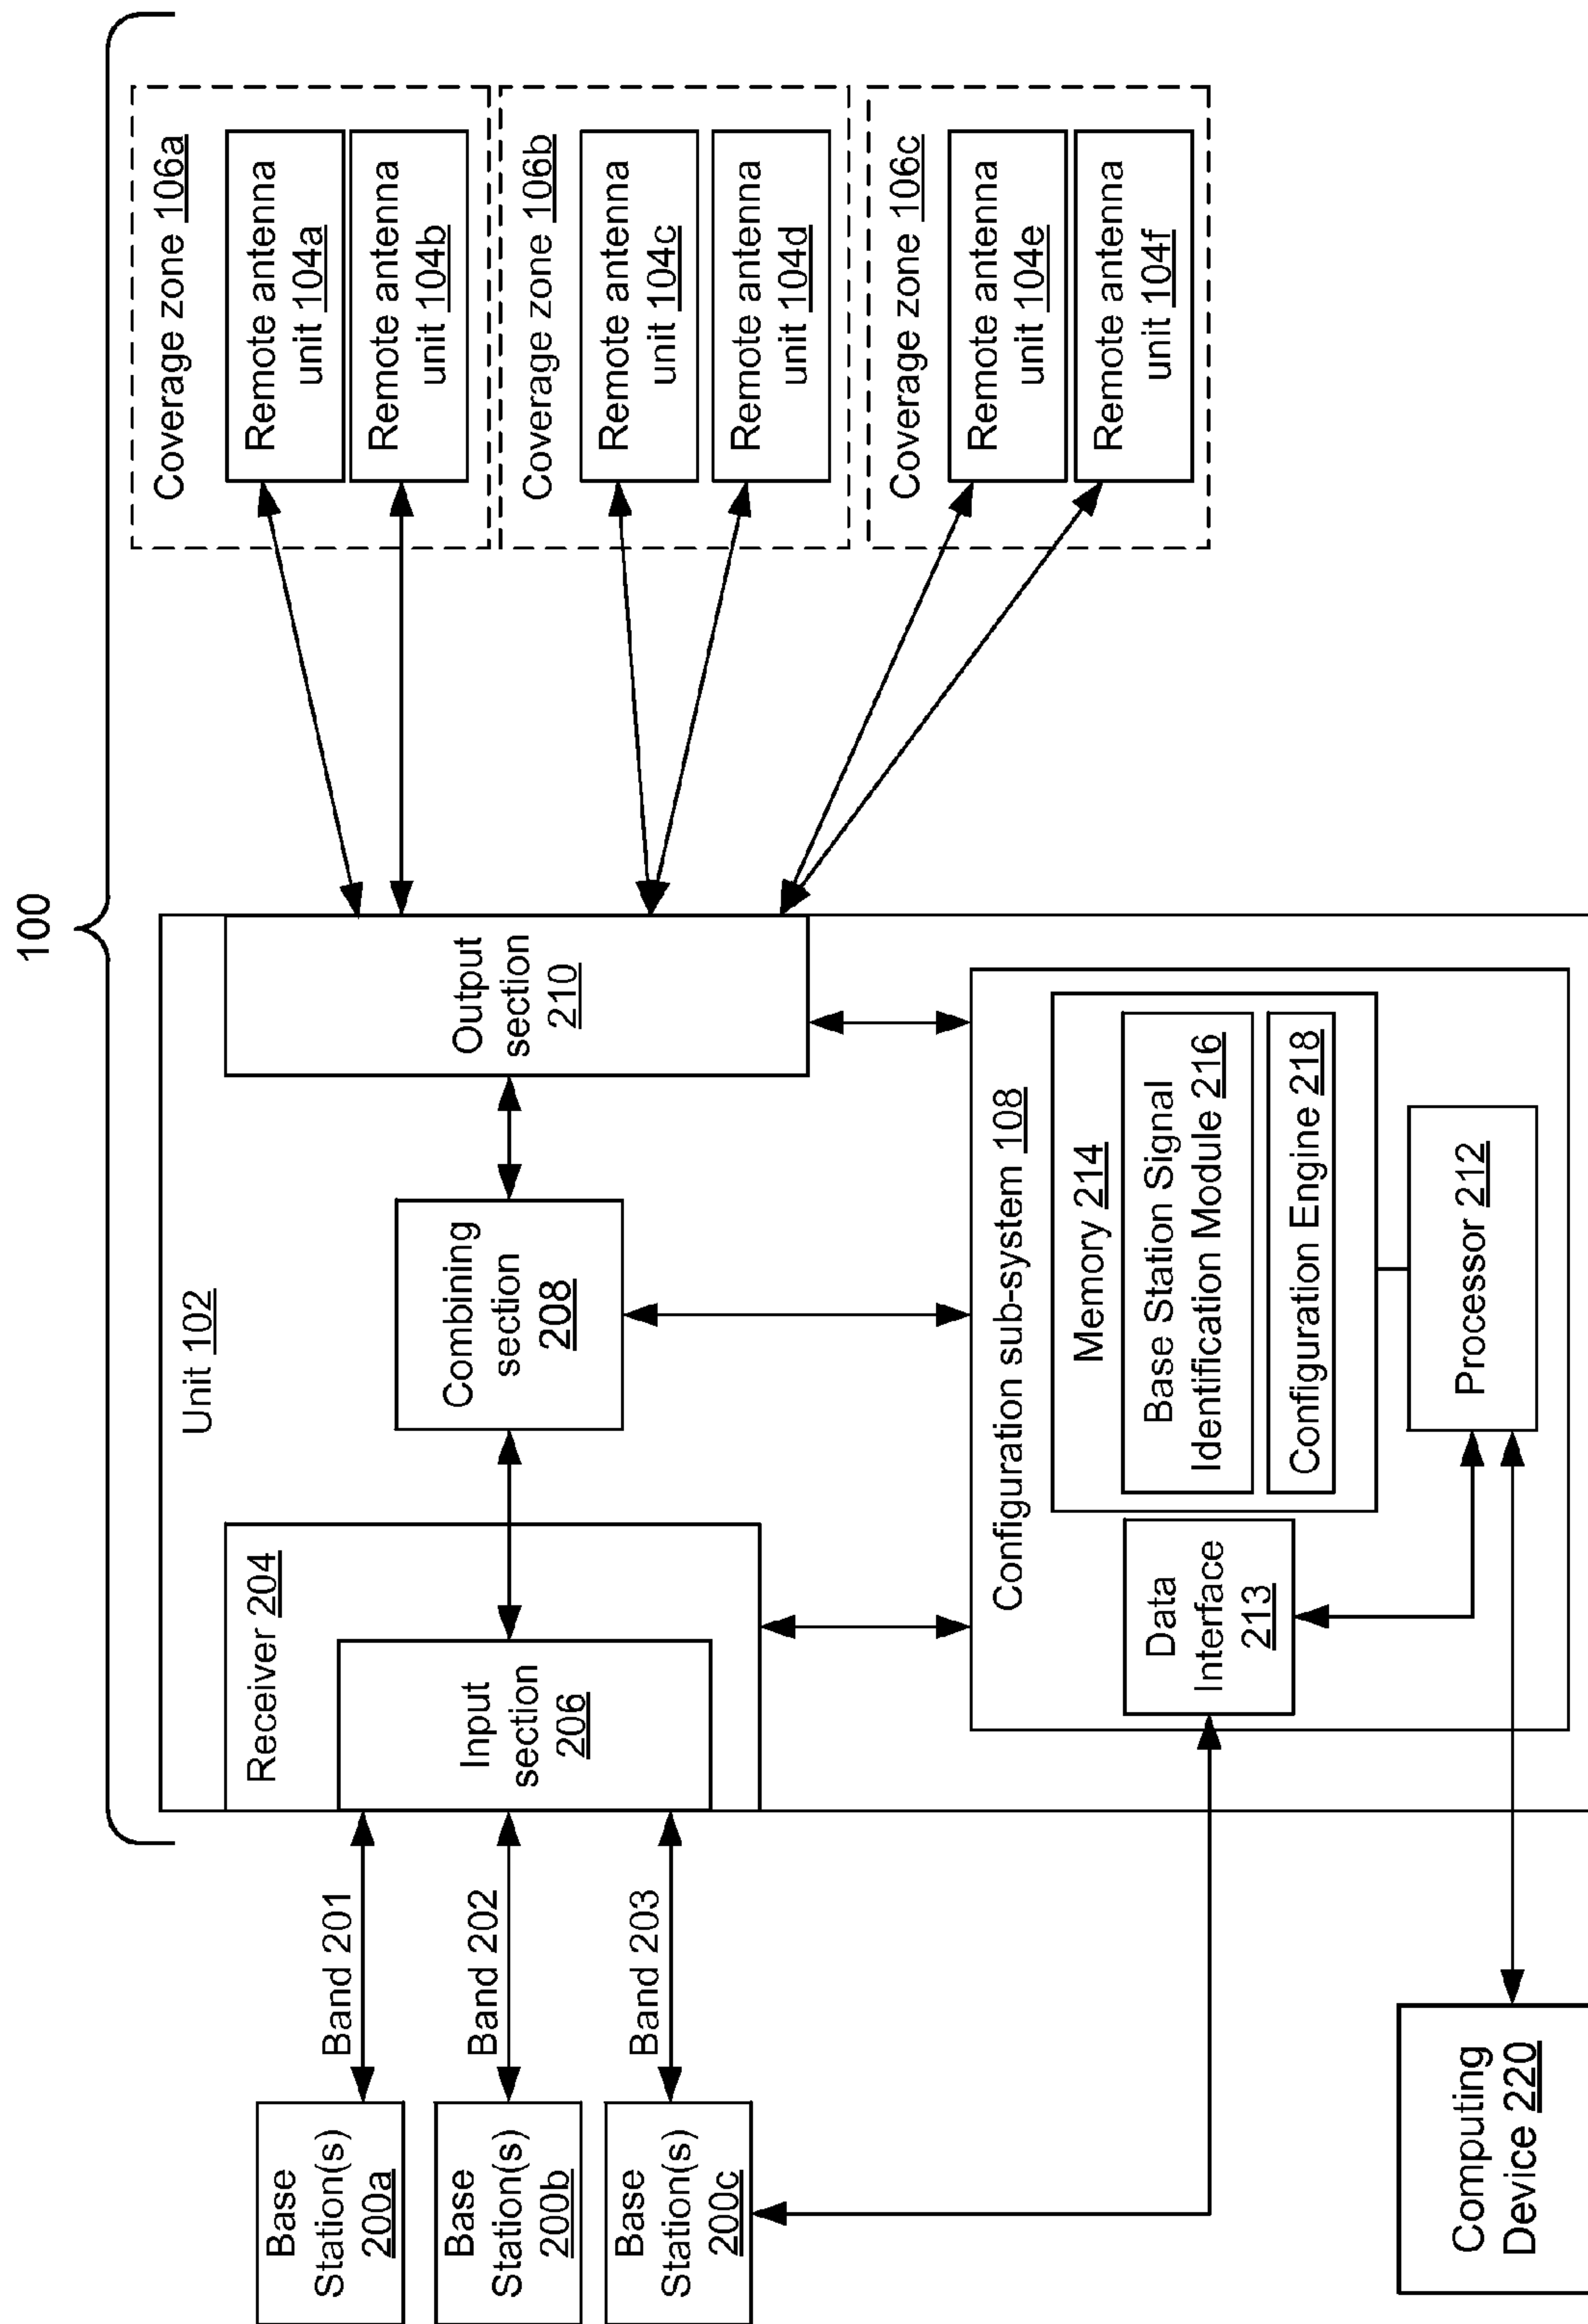 100
Base
Station(s)
200a
Base
Station(s)
200b
Base
Station(s)
200c
Band 201
Band 202
Band 203
Unit 102
Receiver 204
Input
section
206
Combining
section
208
Output
section
210
Configuration sub-system 108
Data
Interface
213
Memory 214
Base Station Signal
Identification Module 216
Configuration Engine 218
Processor 212
Computing
Device 220
Coverage zone 106a
Remote antenna
unit 104a
Remote antenna
unit 104b
Coverage zone 106b
Remote antenna
unit 104c
Remote antenna
unit 104d
Coverage zone 106c
Remote antenna
unit 104e
Remote antenna
unit 104f